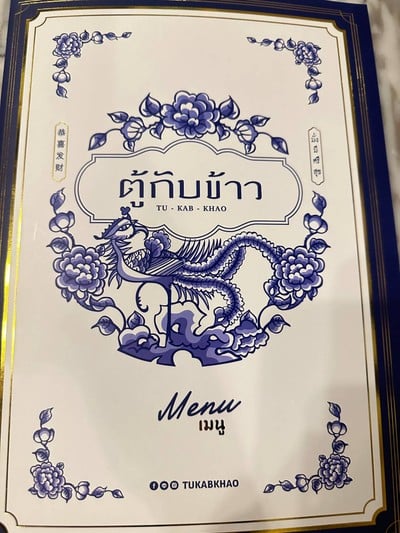 恭喜发财
มั่ง มี ศรี สุข
ตู้กับข้าว
TU - KAB - KHAO
Menu
เมนู
TUKABKHAO